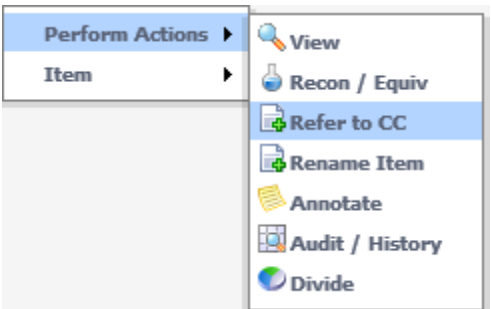 Perform Actions
Item
View
Recon / Equiv
Refer to CC
Rename Item
Annotate
Audit / History
Divide